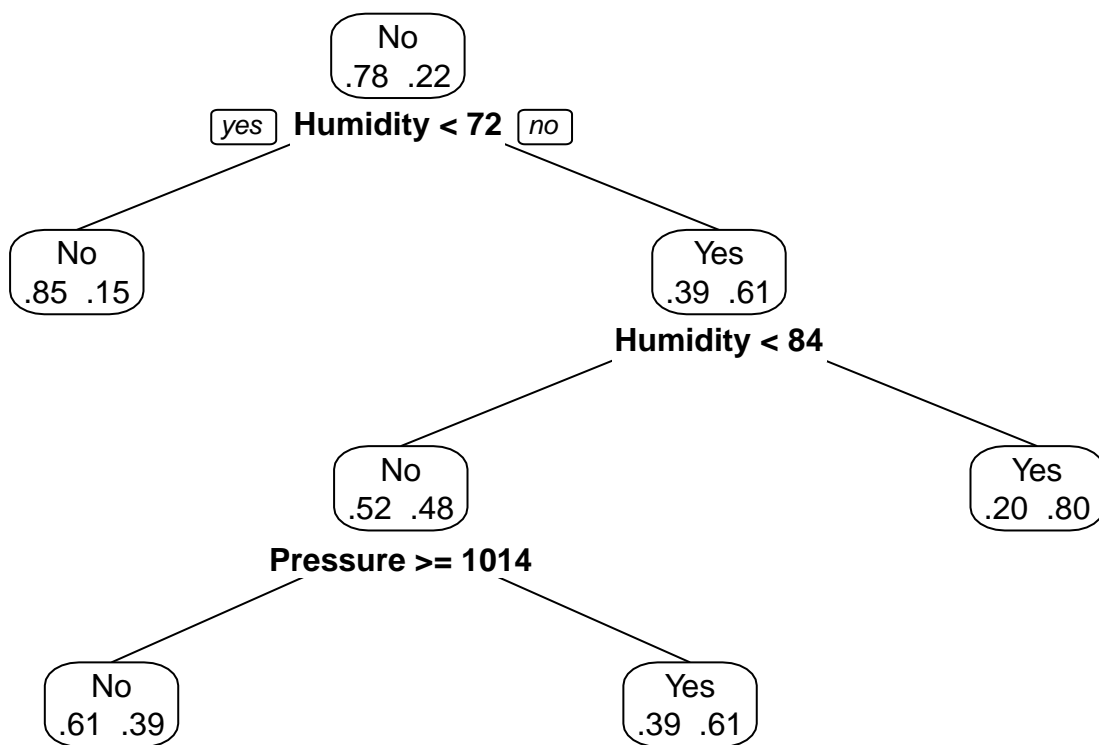 No
.78 .22
yes Humidity < 72 no
No
.85 .15
Yes
.39 .61
Humidity < 84
No
.52 .48
Yes
.20 .80
Pressure >= 1014
No
.61 .39
Yes
.39 .61